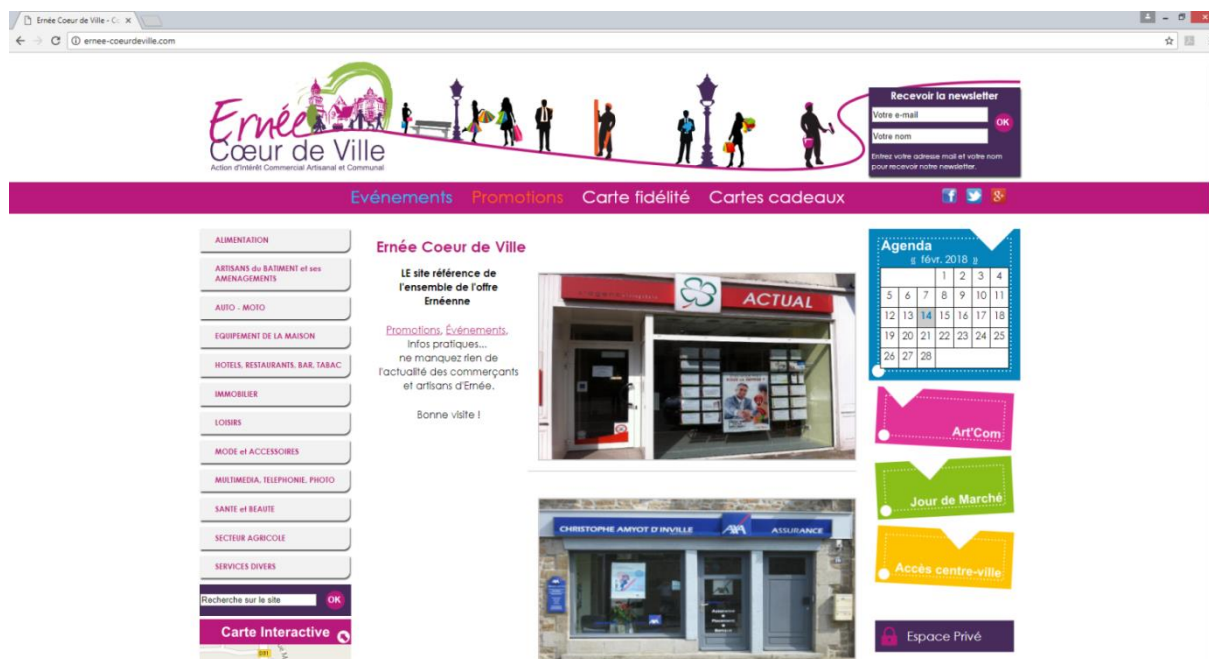 Ernée Coeur de Ville - Co
ernee-coeurdeville.com
Ernée
Cœur de Ville
Action d'Intérêt Commercial Artisanal et Communal
Recevoir la newsletter
Votre e-mail
OK
Votre nom
Entrez votre adresse mail et votre nom
pour recevoir notre newsletter.
Evénements Promotions Carte fidélité Cartes cadeaux
ALIMENTATION
ARTISANS du BATIMENT et ses
AMENAGEMENTS
AUTO - MOTO
EQUIPEMENT DE LA MAISON
HOTELS, RESTAURANTS, BAR, TABAC
IMMOBILIER
LOISIRS
MODE et ACCESSOIRES
MULTIMEDIA, TELEPHONIE, PHOTO
SANTE et BEAUTE
SECTEUR AGRICOLE
SERVICES DIVERS
Recherche sur le site OK
Carte Interactive
Ernée Coeur de Ville
LE site référence de
l'ensemble de l'offre
Ernéenne
Promotions, Événements,
Infos pratiques...
ne manquez rien de
l'actualité des commerçants
et artisans d'Ernée.
Bonne visite !
ACTUAL
CHRISTOPHE AMYOT D'INVILLE AXA ASSURANCE
Agenda
« févr. 2018 »
1 2 3 4
5 6 7 8 9 10 11
12 13 14 15 16 17 18
19 20 21 22 23 24 25
26 27 28
Art'Com
Jour de Marché
Accès centre-ville
Espace Privé